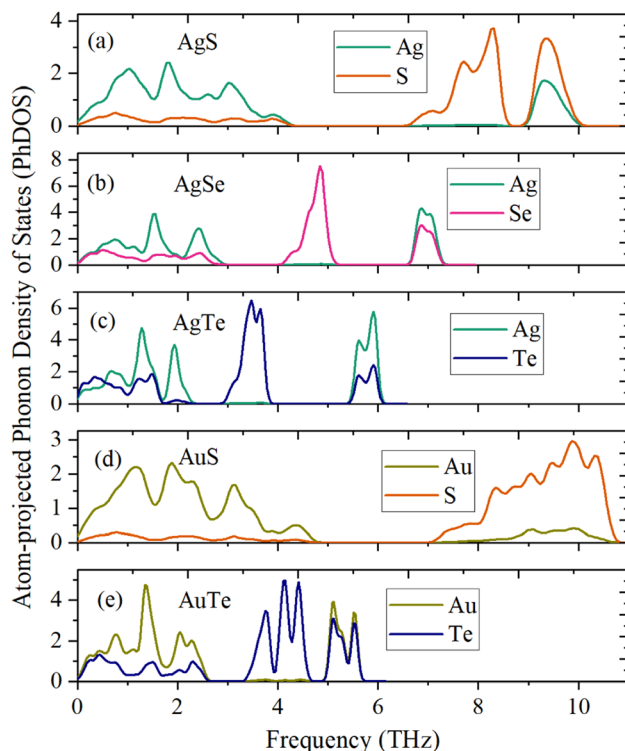 Atom-projected Phonon Density of States (PhDOS)
4
2
0
(a)
AgS
Ag
S
8
6
4
2
0
(b)
AgSe
Ag
Se
6
4
2
0
(c)
AgTe
Ag
Te
3
2
1
0
(d)
AuS
Au
S
4
2
0
(e)
AuTe
Au
Te
0 2 4 6 8 10
Frequency (THz)